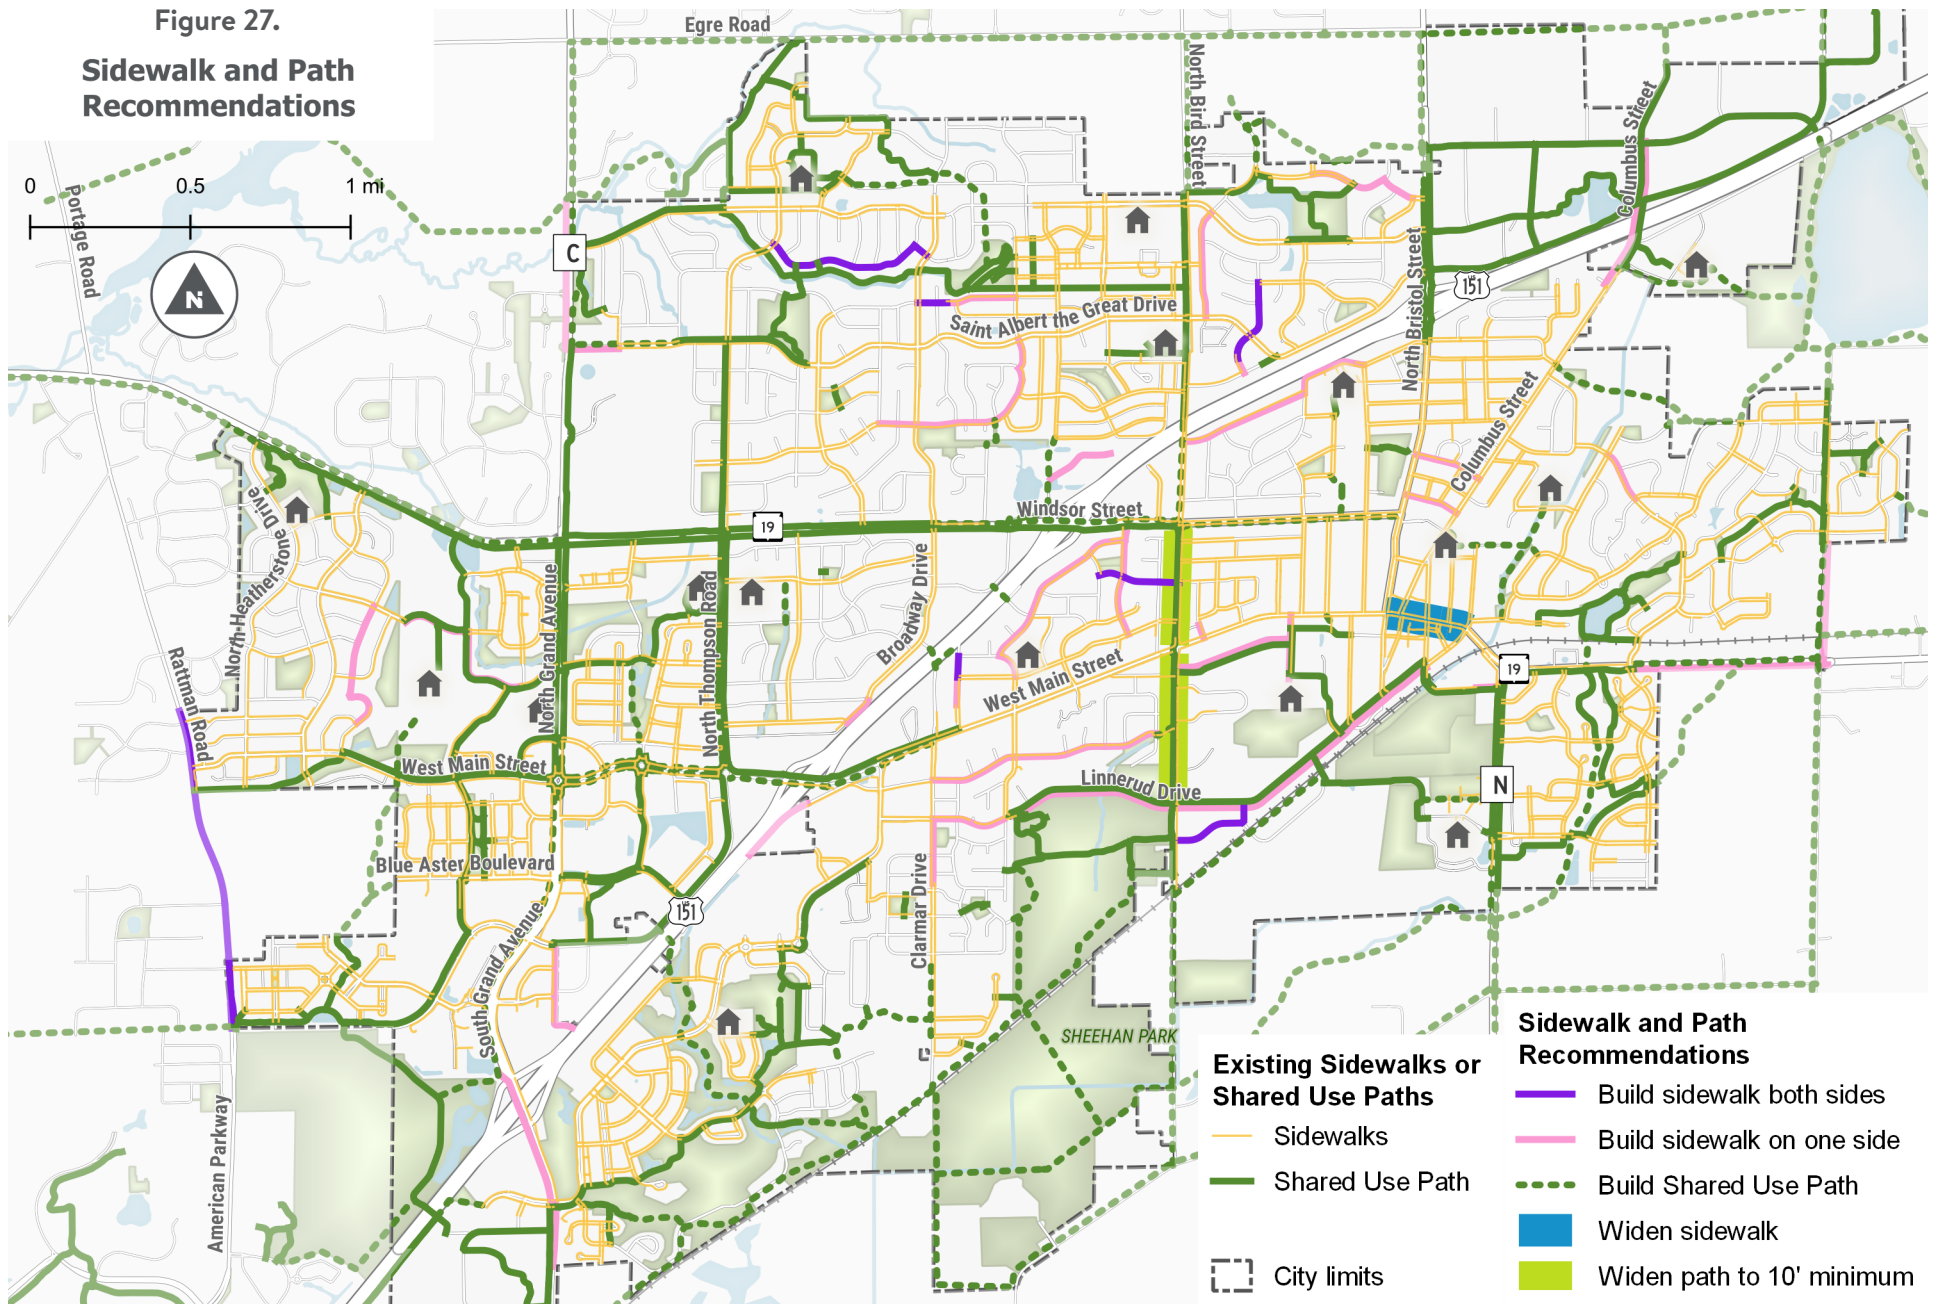 Figure 27.
Sidewalk and Path
Recommendations
0 0.5 1 mi
N
Egre Road
Portage Road
C
North Bird Street
Columbus Street
US
151
North Bristol Street
Saint Albert the Great Drive
Columbus Street
Windsor Street
19
North Heatherstone Drive
North Grand Avenue
North Thompson Road
Broadway Drive
Rattman Road
West Main Street
19
West Main Street
Linnerud Drive
N
Blue Aster Boulevard
Clarmar Drive
151
South Grand Avenue
SHEEHAN PARK
American Parkway
Existing Sidewalks or
Shared Use Paths
Sidewalks
Shared Use Path
City limits
Sidewalk and Path
Recommendations
Build sidewalk both sides
Build sidewalk on one side
Build Shared Use Path
Widen sidewalk
Widen path to 10' minimum